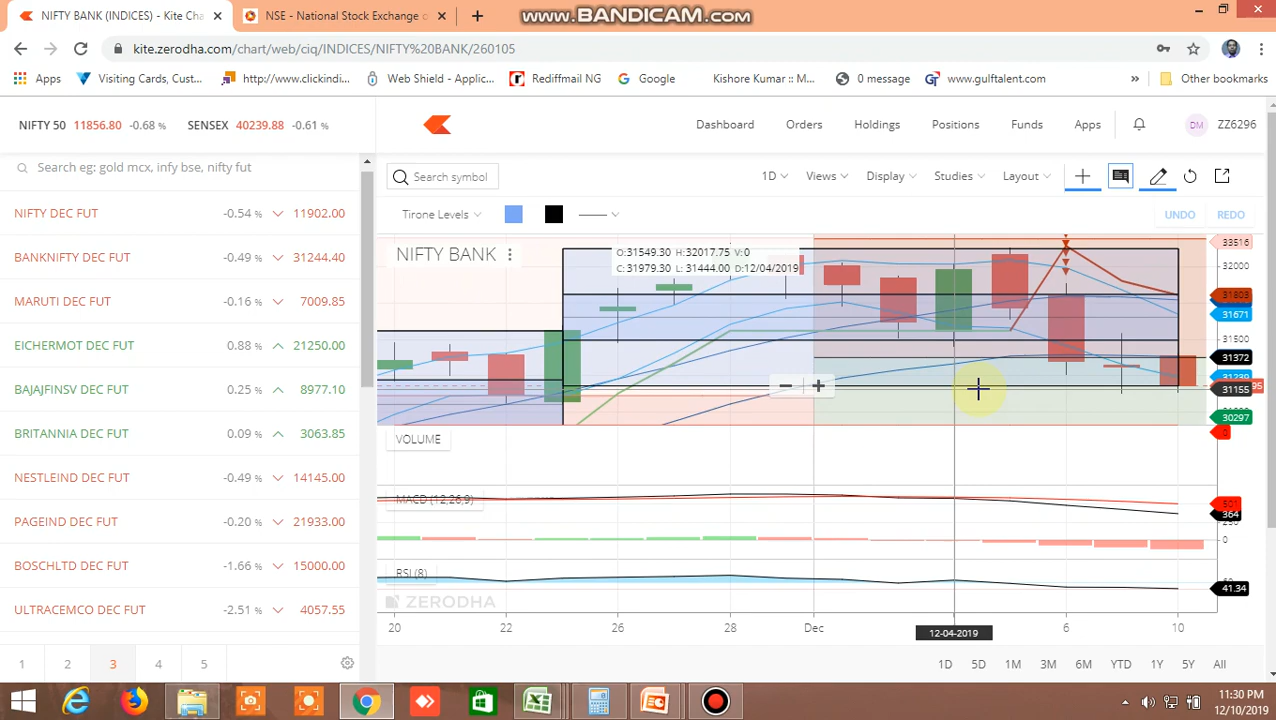 NIFTY BANK (INDICES) - Kite Cha
NSE - National Stock Exchange o
www.BANDICAM.com
kite.zerodha.com/chart/web/ciq/INDICES/NIFTY%20BANK/260105
Apps
Visiting Cards, Cust...
http://www.clickindi...
Web Shield - Applic...
Rediffmail NG
Google
Kishore Kumar :: M...
0 message
www.gulftalent.com
»
Other bookmarks
NIFTY 50 11856.80 -0.68 %
SENSEX 40239.88 -0.61 %
Dashboard
Orders
Holdings
Positions
Funds
Apps
DM
ZZ6296
Search eg: gold mcx, infy bse, nifty fut
Search symbol
1D
Views
Display
Studies
Layout
NIFTY DEC FUT -0.54 % 11902.00
BANKNIFTY DEC FUT -0.49 % 31244.40
MARUTI DEC FUT -0.16 % 7009.85
EICHERMOT DEC FUT 0.88 % 21250.00
BAJAJFINSV DEC FUT 0.25 % 8977.10
BRITANNIA DEC FUT 0.09 % 3063.85
NESTLEIND DEC FUT -0.49 % 14145.00
PAGEIND DEC FUT -0.20 % 21933.00
BOSCHLTD DEC FUT -1.66 % 15000.00
ULTRACEMCO DEC FUT -2.51 % 4057.55
1 2 3 4 5
Tirone Levels
UNDO
REDO
NIFTY BANK
O:31549.30 H:32017.75 V:0
C:31979.30 L:31444.00 D:12/04/2019
33516
32000
31803
31671
31500
31372
31155
30297
0
VOLUME
MACD (12,26,9)
364
0
RSI (8)
41.34
ZERODHA
20
22
26
28
Dec
12-04-2019
6
10
1D
5D
1M
3M
6M
YTD
1Y
5Y
All
11:30 PM
12/10/2019